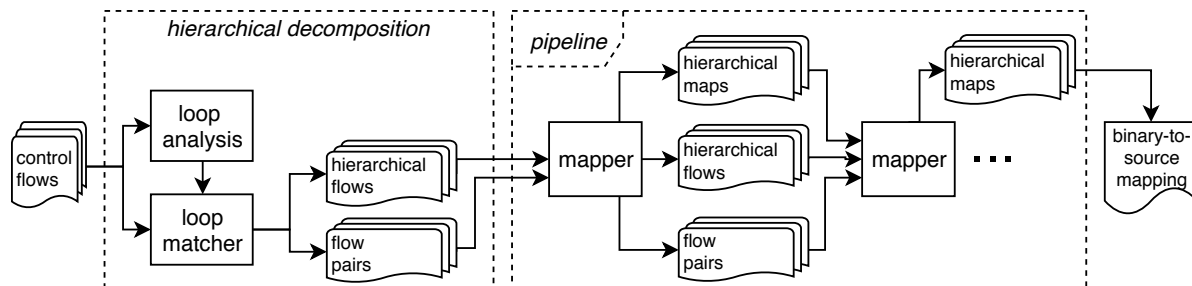 hierarchical decomposition
control
flows
loop
analysis
loop
matcher
hierarchical
flows
flow
pairs
pipeline
mapper
hierarchical
maps
hierarchical
flows
flow
pairs
mapper
hierarchical
maps
...
binary-to-
source
mapping